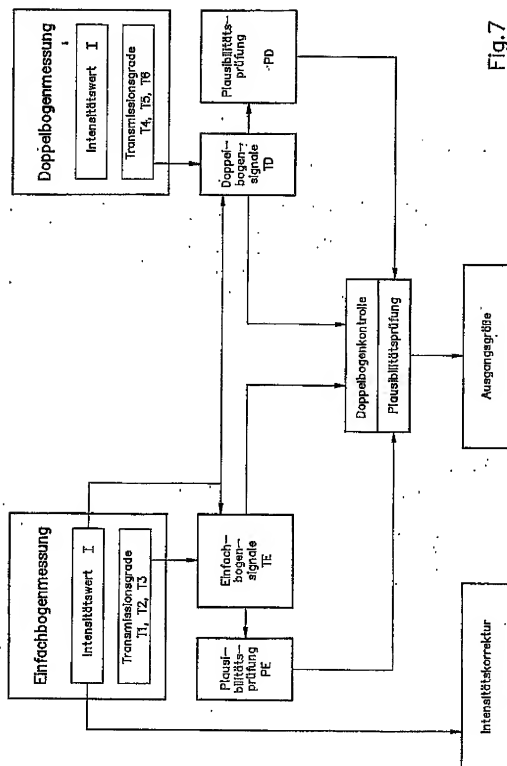 Einfachbogenmessung
Intensitätswert I
Transmissionsgrade
T1, T2, T3
Doppelbogenmessung
Intensitätswert I
Transmissionsgrade
T4, T5, T6
Plausi-
bilitäts-
prüfung
PE
Einfach-
bogen-
signale
TE
Doppel-
bogen-
signale
TD
Plausibilitäts-
prüfung
PD
Doppelbogenkontrolle
Plausibilitätsprüfung
Intensitätskorrektur
Ausgangsgröße
Fig.7